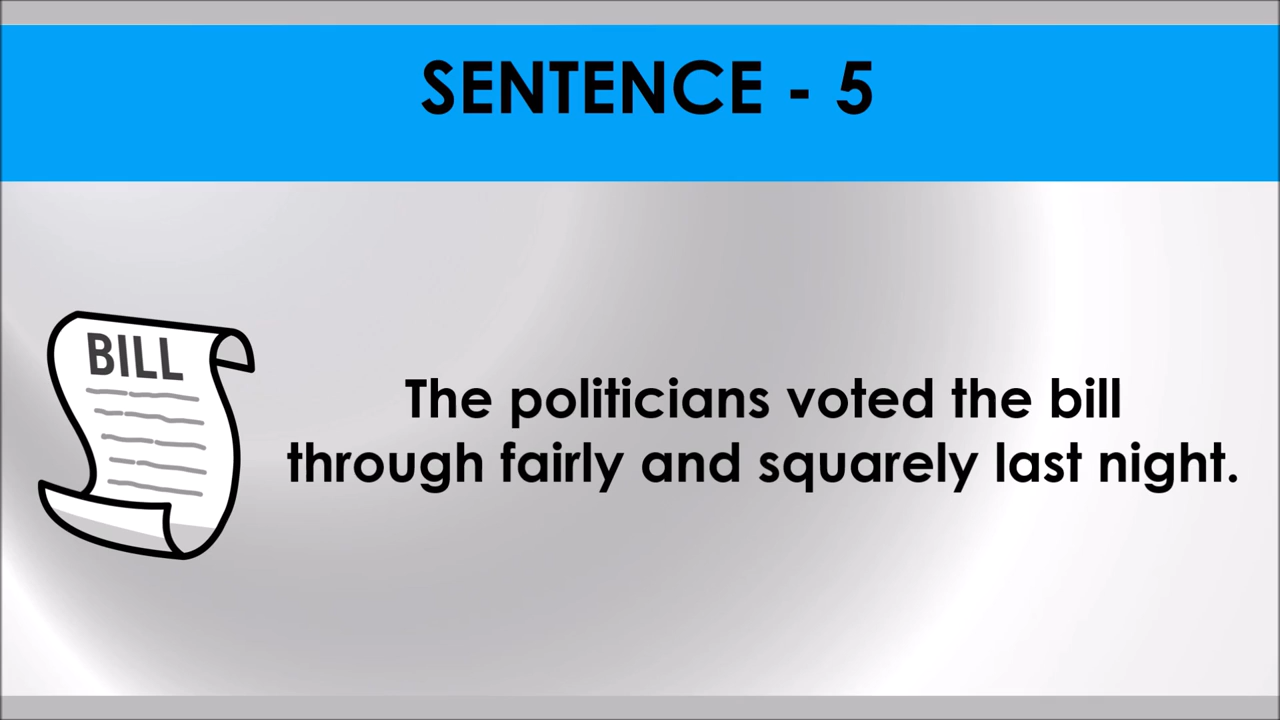 SENTENCE - 5
BILL
The politicians voted the bill
through fairly and squarely last night.